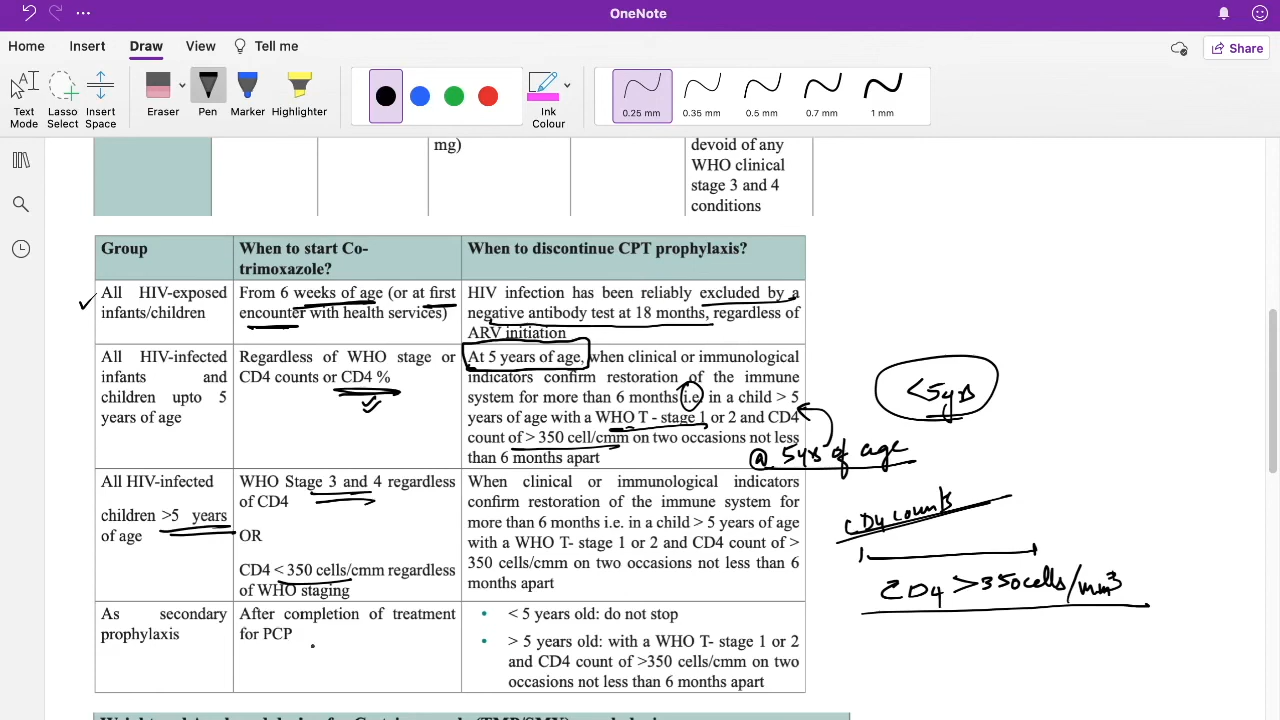 OneNote
Home Insert Draw View Tell me
Share
Text Mode
Lasso Select
Insert Space
Eraser
Pen
Marker
Highlighter
Ink Colour
0.25 mm
0.35 mm
0.5 mm
0.7 mm
1 mm
mg)
devoid of any
WHO clinical
stage 3 and 4
conditions
Group
When to start Co-
trimoxazole?
When to discontinue CPT prophylaxis?
All HIV-exposed
infants/children
From 6 weeks of age (or at first
encounter with health services)
HIV infection has been reliably excluded by a
negative antibody test at 18 months, regardless of
ARV initiation
All HIV-infected
infants and
children upto 5
years of age
Regardless of WHO stage or
CD4 counts or CD4 %
At 5 years of age, when clinical or immunological
indicators confirm restoration of the immune
system for more than 6 months i.e. in a child > 5
years of age with a WHO T - stage 1 or 2 and CD4
count of > 350 cell/cmm on two occasions not less
than 6 months apart
<5yrs
@ 5yrs of age
All HIV-infected
children >5 years
of age
WHO Stage 3 and 4 regardless
of CD4
OR
CD4 < 350 cells/cmm regardless
of WHO staging
When clinical or immunological indicators
confirm restoration of the immune system for
more than 6 months i.e. in a child > 5 years of age
with a WHO T- stage 1 or 2 and CD4 count of >
350 cells/cmm on two occasions not less than 6
months apart
CD4 counts
CD4 >350cells/mm³
As secondary
prophylaxis
After completion of treatment
for PCP
• < 5 years old: do not stop
• > 5 years old: with a WHO T- stage 1 or 2
and CD4 count of >350 cells/cmm on two
occasions not less than 6 months apart